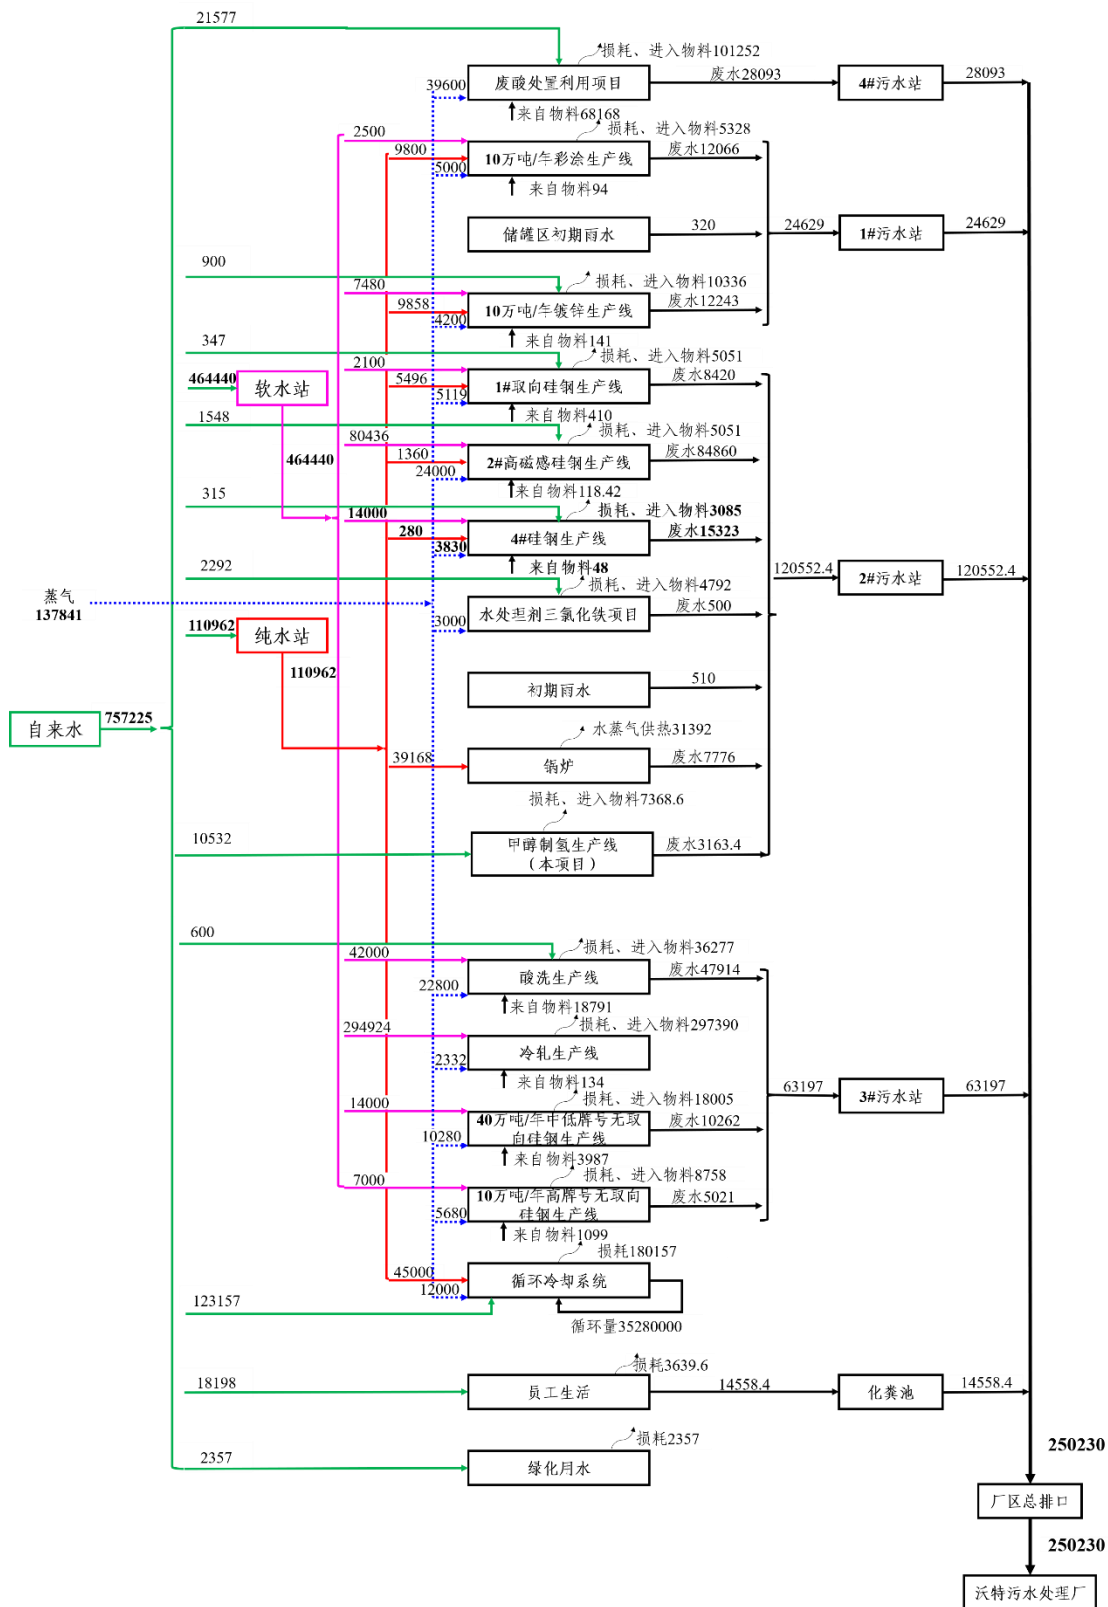 21577
损耗、进入物料101252
39600
废酸处置利用项目
废水28093
4#污水站
28093
来自物料68168
2500
损耗、进入物料5328
9800
10万吨/年彩涂生产线
废水12066
5000
来自物料94
储罐区初期雨水
320
24629
1#污水站
24629
900
7480
损耗、进入物料10336
9858
10万吨/年镀锌生产线
废水12243
4200
来自物料141
347
2100
损耗、进入物料5051
464440
软水站
5496
1#取向硅钢生产线
废水8420
5119
来自物料410
1548
80436
损耗、进入物料5051
464440
1360
2#高磁感硅钢生产线
废水84860
24000
来自物料118.42
315
14000
损耗、进入物料3085
280
4#硅钢生产线
废水15323
3830
来自物料48
2292
损耗、进入物料4792
120552.4
2#污水站
120552.4
蒸气
137841
水处理剂三氯化铁项目
废水500
3000
110962
纯水站
110962
初期雨水
510
自来水
757225
水蒸气供热31392
39168
锅炉
废水7776
损耗、进入物料7368.6
10532
甲醇制氢生产线
（本项目）
废水3163.4
600
42000
损耗、进入物料36277
酸洗生产线
废水47914
22800
来自物料18791
294924
损耗、进入物料297390
2332
冷轧生产线
来自物料134
63197
3#污水站
63197
14000
损耗、进入物料18005
40万吨/年中低牌号无取
向硅钢生产线
废水10262
10280
来自物料3987
7000
损耗、进入物料8758
10万吨/年高牌号无取向
硅钢生产线
废水5021
5680
来自物料1099
损耗180157
45000
循环冷却系统
12000
123157
循环量35280000
损耗3639.6
18198
员工生活
14558.4
化粪池
14558.4
损耗2357
2357
绿化用水
250230
厂区总排口
250230
沃特污水处理厂